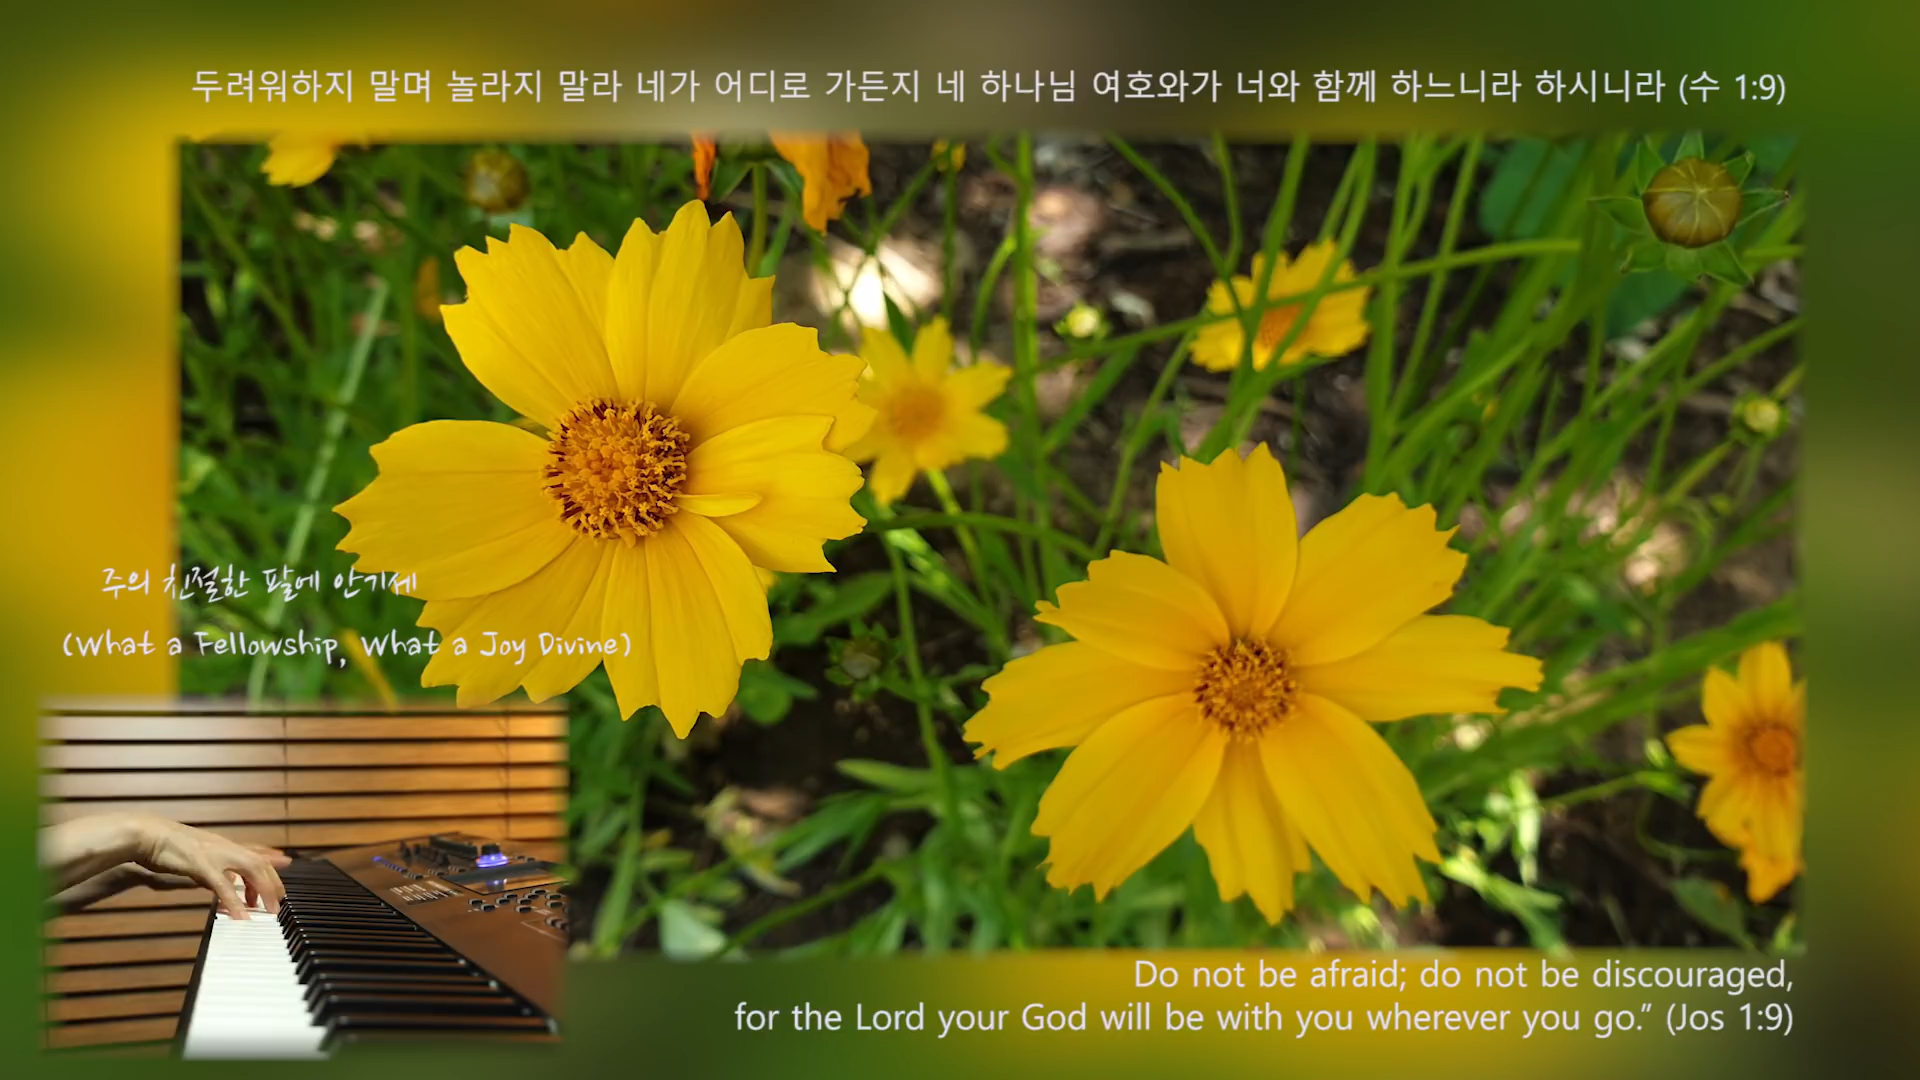 두려워하지 말며 놀라지 말라 네가 어디로 가든지 네 하나님 여호와가 너와 함께 하느니라 하시니라 (수 1:9)
주의 친절한 팔에 안기세
(What a Fellowship, What a Joy Divine)
Do not be afraid; do not be discouraged,
for the Lord your God will be with you wherever you go.” (Jos 1:9)